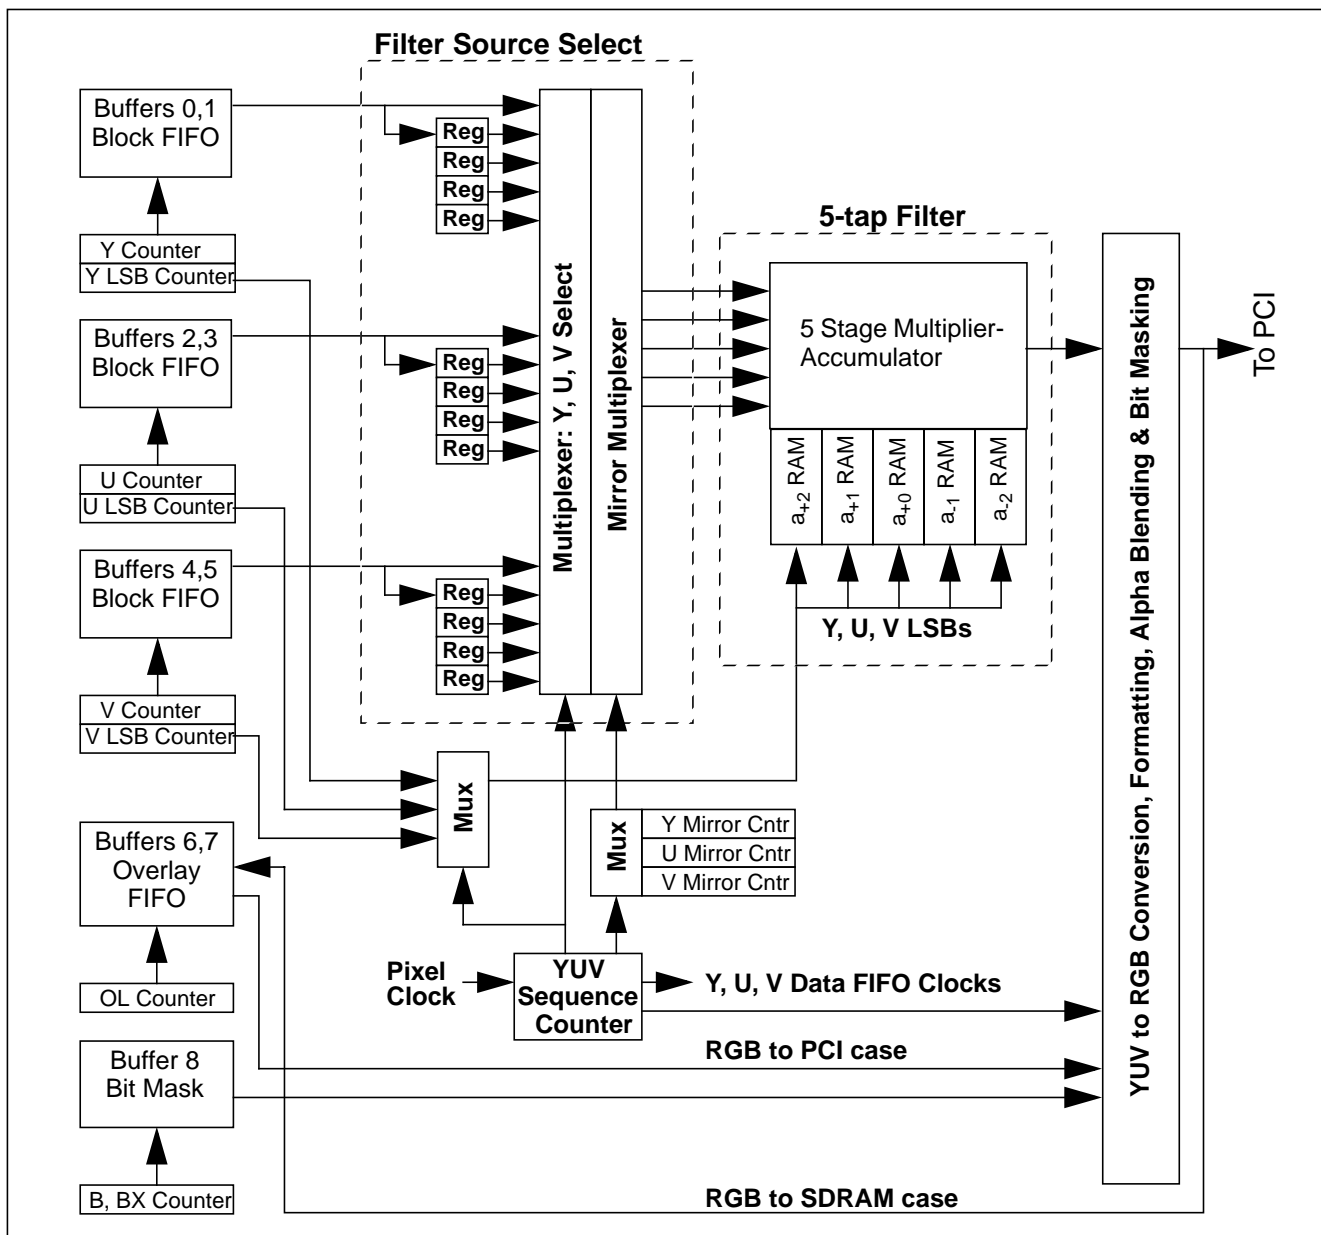 Filter Source Select
Buffers 0,1
Block FIFO
Reg
Reg
Reg
Reg
Y Counter
Y LSB Counter
Buffers 2,3
Block FIFO
Reg
Reg
Reg
Reg
U Counter
U LSB Counter
Buffers 4,5
Block FIFO
Reg
Reg
Reg
Reg
V Counter
V LSB Counter
Multiplexer: Y, U, V Select
Mirror Multiplexer
5-tap Filter
5 Stage Multiplier-
Accumulator
a+2 RAM
a+1 RAM
a+0 RAM
a-1 RAM
a-2 RAM
Y, U, V LSBs
YUV to RGB Conversion, Formatting, Alpha Blending & Bit Masking
To PCI
Mux
Mux
Y Mirror Cntr
U Mirror Cntr
V Mirror Cntr
Buffers 6,7
Overlay
FIFO
OL Counter
Pixel
Clock
YUV
Sequence
Counter
Y, U, V Data FIFO Clocks
RGB to PCI case
Buffer 8
Bit Mask
B, BX Counter
RGB to SDRAM case